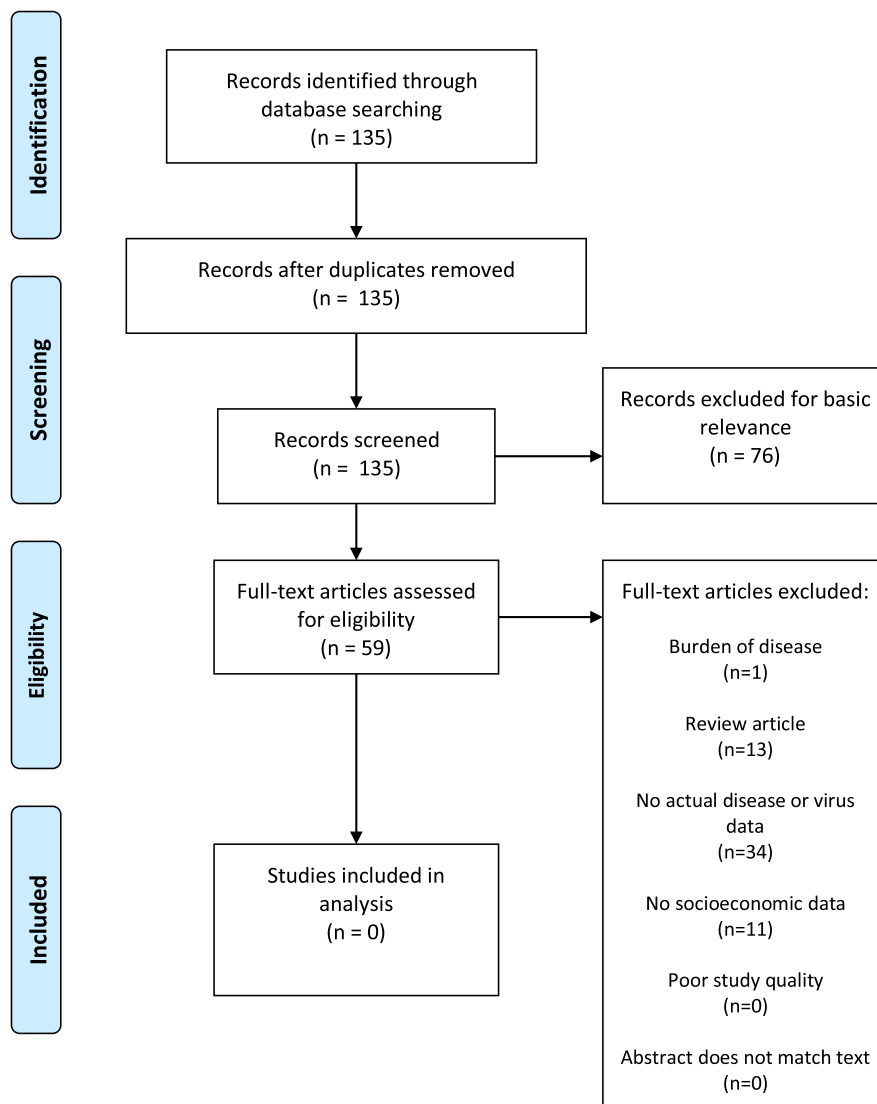 Identification
Records identified through
database searching
(n = 135)
Records after duplicates removed
(n = 135)
Screening
Records screened
(n = 135)
Records excluded for basic
relevance
(n = 76)
Eligibility
Full-text articles assessed
for eligibility
(n = 59)
Full-text articles excluded:
Burden of disease
(n=1)
Review article
(n=13)
No actual disease or virus
data
(n=34)
No socioeconomic data
(n=11)
Poor study quality
(n=0)
Abstract does not match text
(n=0)
Included
Studies included in
analysis
(n = 0)